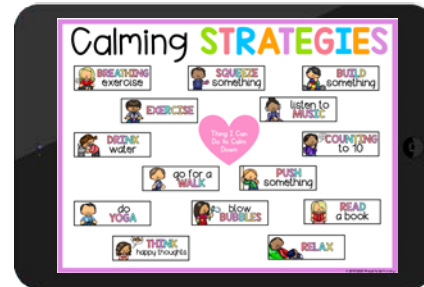 Calming STRATEGIES
BREATHING
exercise
SQUEEZE
something
BUILD
something
EXERCISE
listen to
MUSIC
DRINK
water
Thing I Can
Do to Calm
Down
COUNTING
to 10
go for a
WALK
PUSH
something
do
YOGA
blow
BUBBLES
READ
a book
THINK
happy thoughts
RELAX